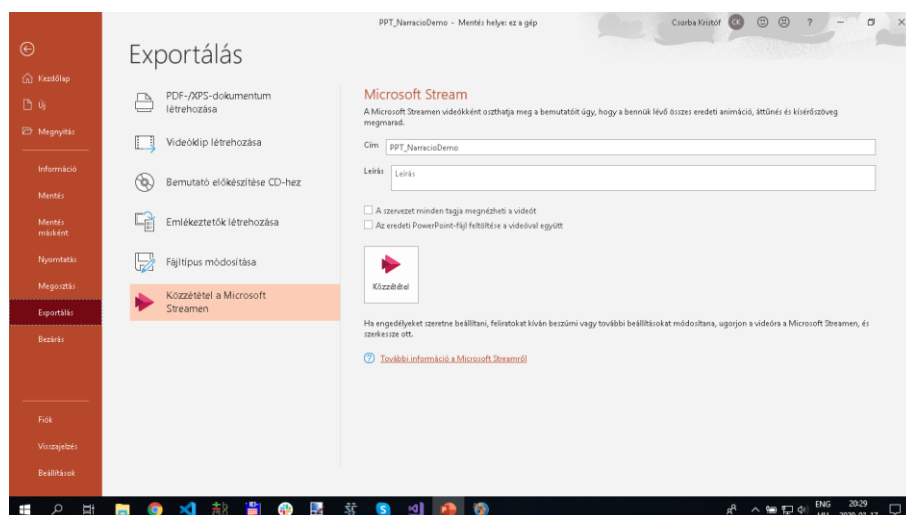 PPT_NarracioDemo - Mentés helye: ez a gép
Csorba Kristóf
CK
?
Exportálás
Kezdőlap
Új
Megnyitás
Információ
Mentés
Mentés
másként
Nyomtatás
Megosztás
Exportálás
Bezárás
Fiók
Visszajelzés
Beállítások
PDF-/XPS-dokumentum
létrehozása
Videóklip létrehozása
Bemutató előkészítése CD-hez
Emlékeztetők létrehozása
Fájltípus módosítása
Közzététel a Microsoft
Streamen
Microsoft Stream
A Microsoft Streamen videókként oszthatja meg a bemutatóit úgy, hogy a bennük lévő összes eredeti animáció, áttűnés és kísérőszöveg
megmarad.
Cím
PPT_NarracioDemo
Leírás
Leírás
A szervezet minden tagja megnézheti a videót
Az eredeti PowerPoint-fájl feltöltése a videóval együtt
Közzététel
Ha engedélyeket szeretne beállítani, feliratokat kíván beszúrni vagy további beállításokat módosítana, ugorjon a videóra a Microsoft Streamen, és
szerkessze ott.
További információ a Microsoft Streamről
ENG
20:29